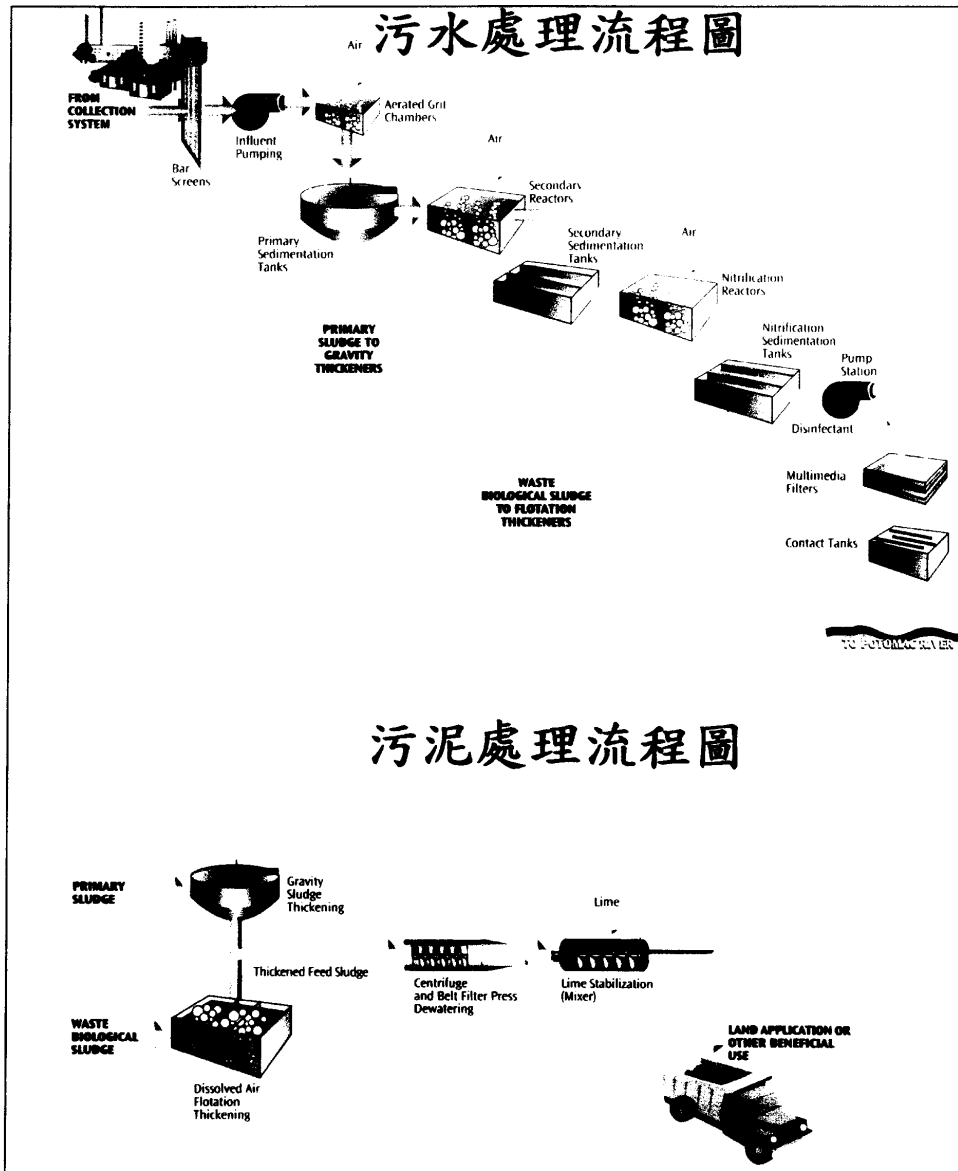 污水處理流程圖
Air
FROM
COLLECTION
SYSTEM
Aerated Grit
Chambers
Influent
Pumping
Bar
Screens
Air
Secondary
Reactors
Primary
Sedimentation
Tanks
Secondary
Sedimentation
Tanks
Air
Nitrification
Reactors
PRIMARY
SLUDGE TO
GRAVITY
THICKENERS
Nitrification
Sedimentation
Tanks
Pump
Station
Disinfectant
Multimedia
Filters
WASTE
BIOLOGICAL SLUDGE
TO FLOTATION
THICKENERS
Contact Tanks
TO POTOMAC RIVER
污泥處理流程圖
PRIMARY
SLUDGE
Gravity
Sludge
Thickening
Lime
Thickened Feed Sludge
Centrifuge
and Belt Filter Press
Dewatering
Lime Stabilization
(Mixer)
WASTE
BIOLOGICAL
SLUDGE
Dissolved Air
Flotation
Thickening
LAND APPLICATION OR
OTHER BENEFICIAL
USE